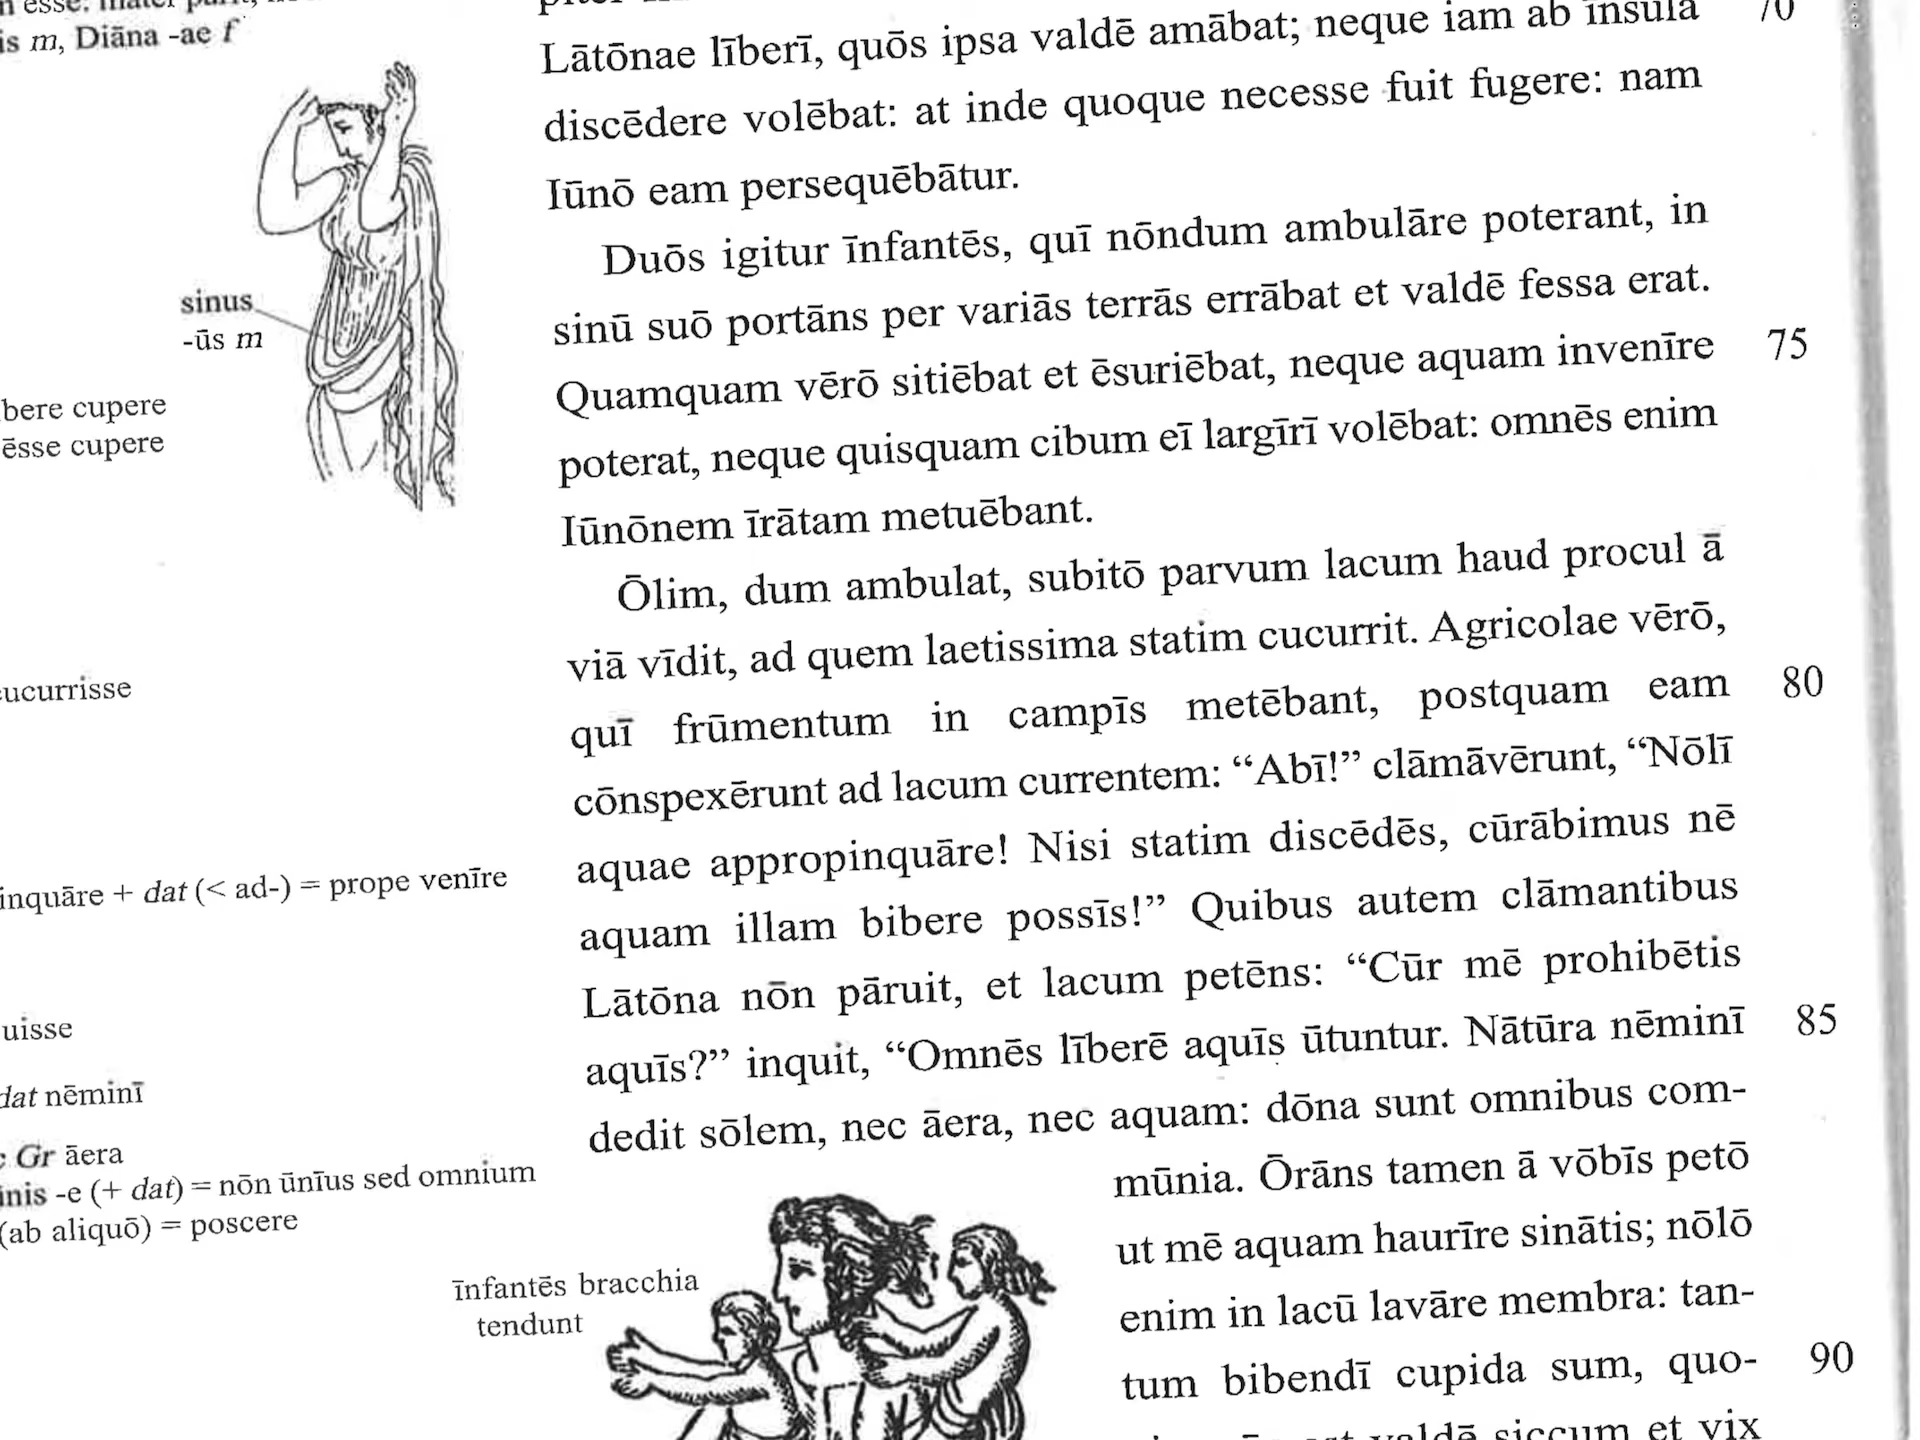 esse: mater parit,
is m, Diāna -ae f
sinus
-ūs m
bere cupere
ēsse cupere
cucurrisse
inquāre + dat (< ad-) = prope venīre
uisse
dat nēminī
Gr āera
inis -e (+ dat) = nōn ūnīus sed omnium
(ab aliquō) = poscere
īnfantēs bracchia
tendunt
Lātōnae līberī, quōs ipsa valdē amābat; neque iam ab īnsulā 70
discēdere volēbat: at inde quoque necesse fuit fugere: nam
Iūnō eam persequēbātur.
Duōs igitur īnfantēs, quī nōndum ambulāre poterant, in
sinū suō portāns per variās terrās errābat et valdē fessa erat.
Quamquam vērō sitiēbat et ēsuriēbat, neque aquam invenīre 75
poterat, neque quisquam cibum eī largīrī volēbat: omnēs enim
Iūnōnem īrātam metuēbant.
Ōlim, dum ambulat, subitō parvum lacum haud procul ā
viā vīdit, ad quem laetissima statim cucurrit. Agricolae vērō,
quī frūmentum in campīs metēbant, postquam eam 80
cōnspexērunt ad lacum currentem: “Abī!” clāmāvērunt, “Nōlī
aquae appropinquāre! Nisi statim discēdēs, cūrābimus nē
aquam illam bibere possīs!” Quibus autem clāmantibus
Lātōna nōn pāruit, et lacum petēns: “Cūr mē prohibētis
aquīs?” inquit, “Omnēs līberē aquīs ūtuntur. Nātūra nēminī 85
dedit sōlem, nec āera, nec aquam: dōna sunt omnibus com-
mūnia. Ōrāns tamen ā vōbīs petō
ut mē aquam haurīre sinātis; nōlō
enim in lacū lavāre membra: tan-
tum bibendī cupida sum, quo- 90
valdē siccum et vix